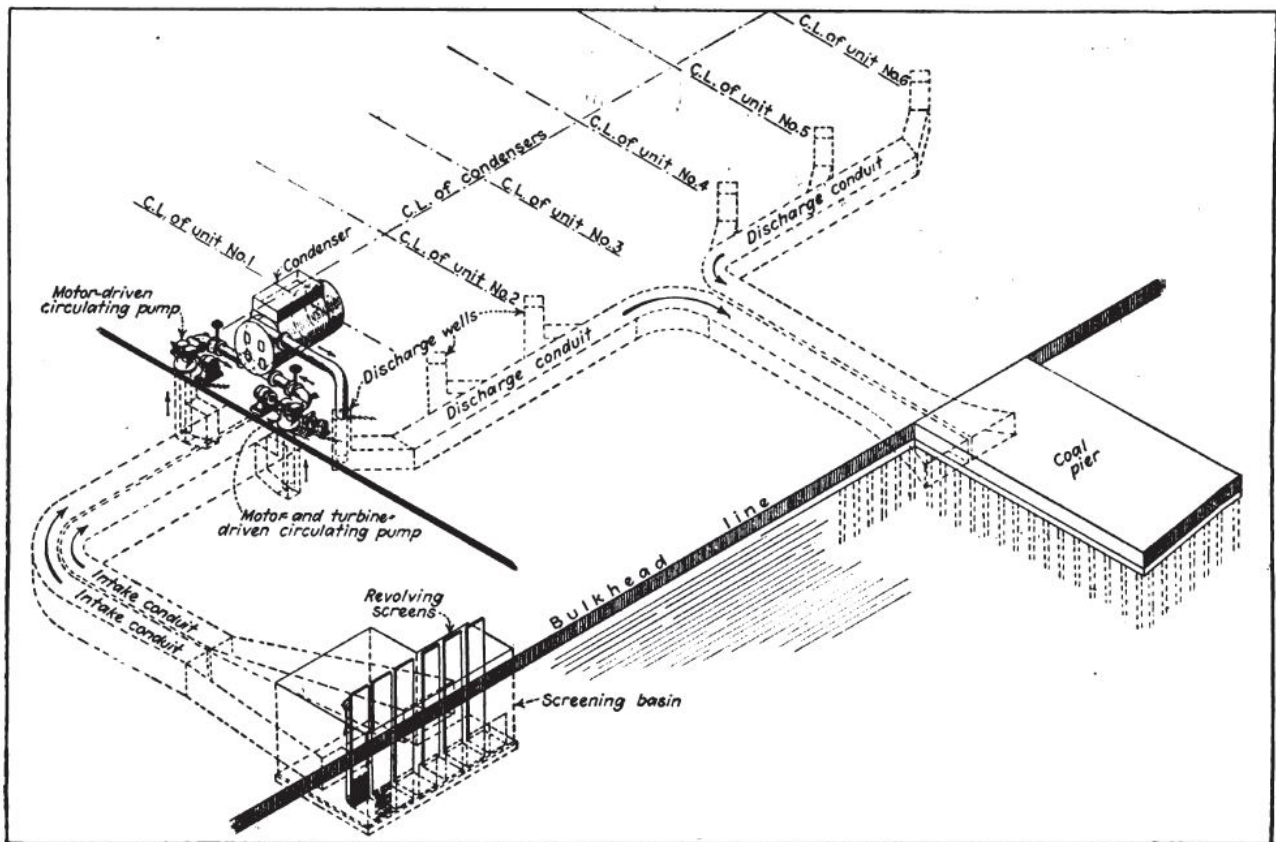 C.L. of unit No.6
C.L. of unit No.5
C.L. of unit No.4
C.L. of condensers
C.L. of unit No.3
Discharge conduit
C.L. of unit No.1
C.L. of unit No.2
Condenser
Motor-driven
circulating pump
Discharge wells
Discharge conduit
Coal
pier
Motor and turbine-
driven circulating pump
Bulkhead line
Intake conduit
Intake conduit
Revolving
screens
Screening basin